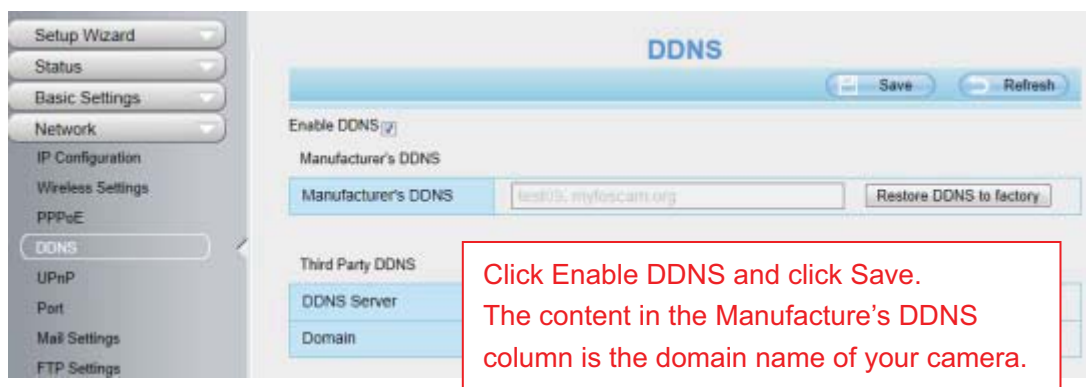 Setup Wizard
Status
Basic Settings
Network
IP Configuration
Wireless Settings
PPPoE
DDNS
UPnP
Port
Mail Settings
FTP Settings
DDNS
Save
Refresh
Enable DDNS
Manufacturer's DDNS
Manufacturer's DDNS
test09.myfoscam.org
Restore DDNS to factory
Third Party DDNS
DDNS Server
Domain
Click Enable DDNS and click Save.
The content in the Manufacture’s DDNS
column is the domain name of your camera.